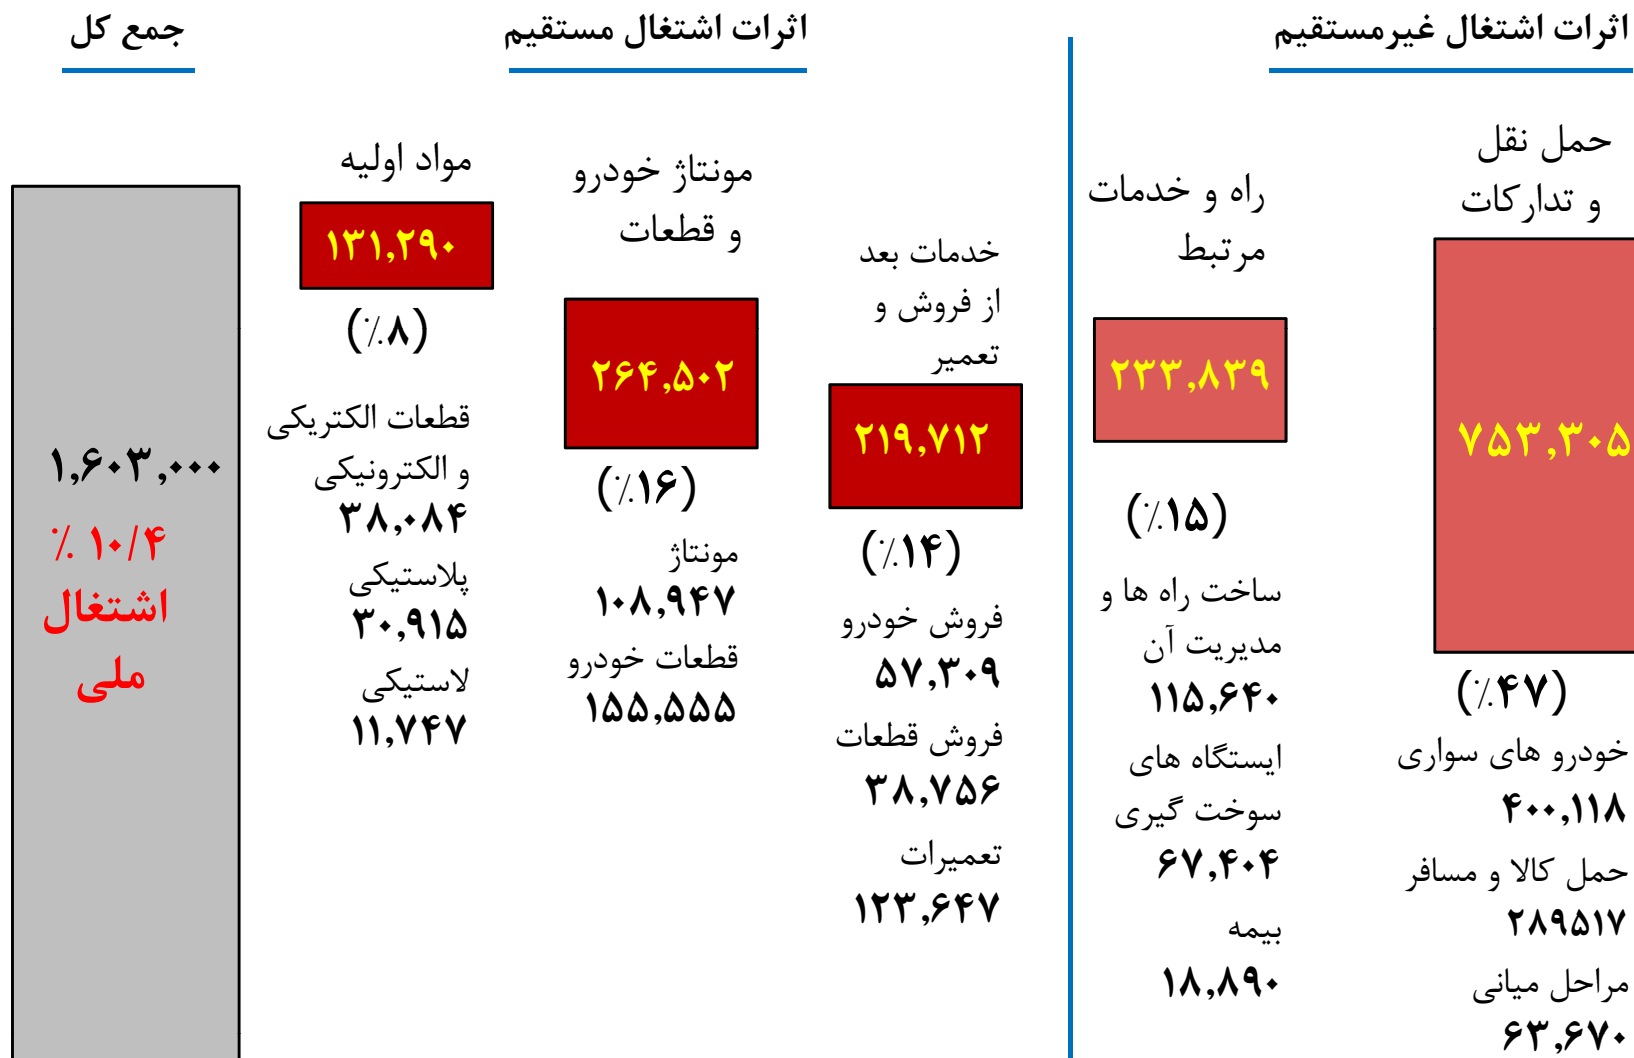 اثرات اشتغال غیرمستقیم
حمل نقل
و تدارکات
۷۵۳,۳۰۵
(٪۴۷)
خودرو های سواری
۴۰۰,۱۱۸
حمل کالا و مسافر
۲۸۹۵۱۷
مراحل میانی
۶۳,۶۷۰
راه و خدمات
مرتبط
۲۳۳,۸۳۹
(٪۱۵)
ساخت راه ها و
مدیریت آن
۱۱۵,۶۴۰
ایستگاه های
سوخت گیری
۶۷,۴۰۴
بیمه
۱۸,۸۹۰
اثرات اشتغال مستقیم
خدمات بعد
از فروش و
تعمیر
۲۱۹,۷۱۲
(٪۱۴)
فروش خودرو
۵۷,۳۰۹
فروش قطعات
۳۸,۷۵۶
تعمیرات
۱۲۳,۶۴۷
مونتاژ خودرو
و قطعات
۲۶۴,۵۰۲
(٪۱۶)
مونتاژ
۱۰۸,۹۴۷
قطعات خودرو
۱۵۵,۵۵۵
مواد اولیه
۱۳۱,۲۹۰
(٪۸)
قطعات الکتریکی
و الکترونیکی
۳۸,۰۸۴
پلاستیکی
۳۰,۹۱۵
لاستیکی
۱۱,۷۴۷
جمع کل
۱,۶۰۳,۰۰۰
٪ ۱۰/۴
اشتغال
ملی